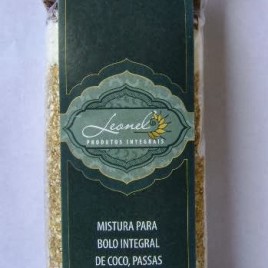 Leonel
PRODUTOS INTEGRAIS
MISTURA PARA
BOLO INTEGRAL
DE COCO, PASSAS